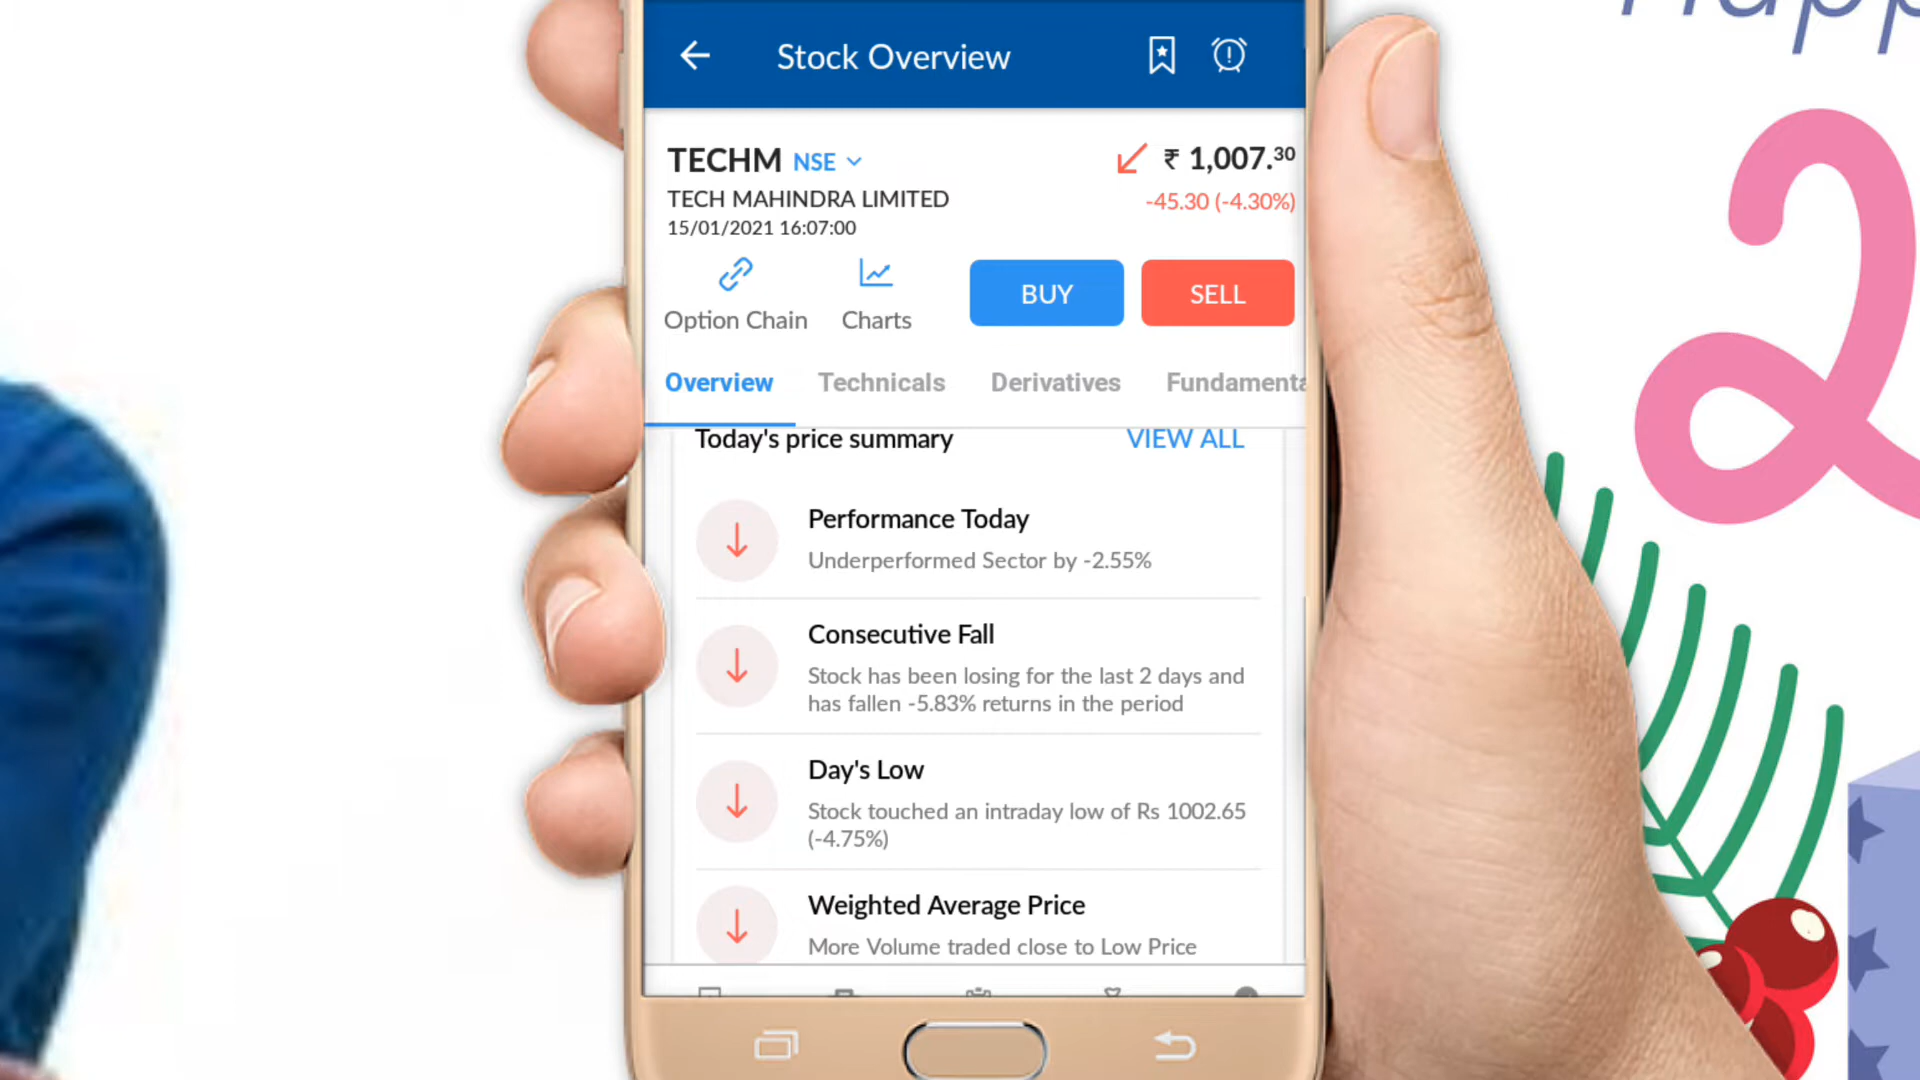 Stock Overview
TECHM NSE
₹ 1,007.30
TECH MAHINDRA LIMITED
-45.30 (-4.30%)
15/01/2021 16:07:00
Option Chain
Charts
BUY
SELL
Overview
Technicals
Derivatives
Fundamenta
Today's price summary
VIEW ALL
Performance Today
Underperformed Sector by -2.55%
Consecutive Fall
Stock has been losing for the last 2 days and
has fallen -5.83% returns in the period
Day's Low
Stock touched an intraday low of Rs 1002.65
(-4.75%)
Weighted Average Price
More Volume traded close to Low Price
2